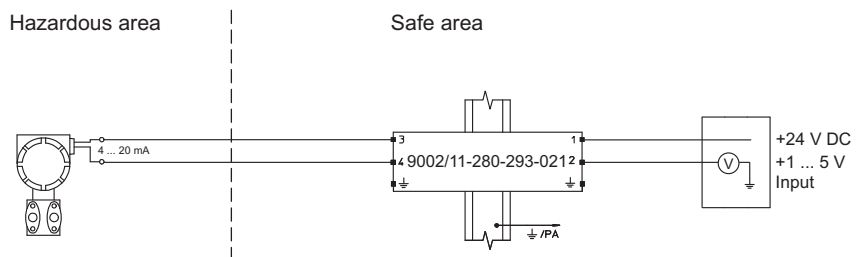 Hazardous area
Safe area
3
1
+24 V DC
4 ... 20 mA
4 9002/11-280-293-021 2
V
+1 ... 5 V
Input
/PA